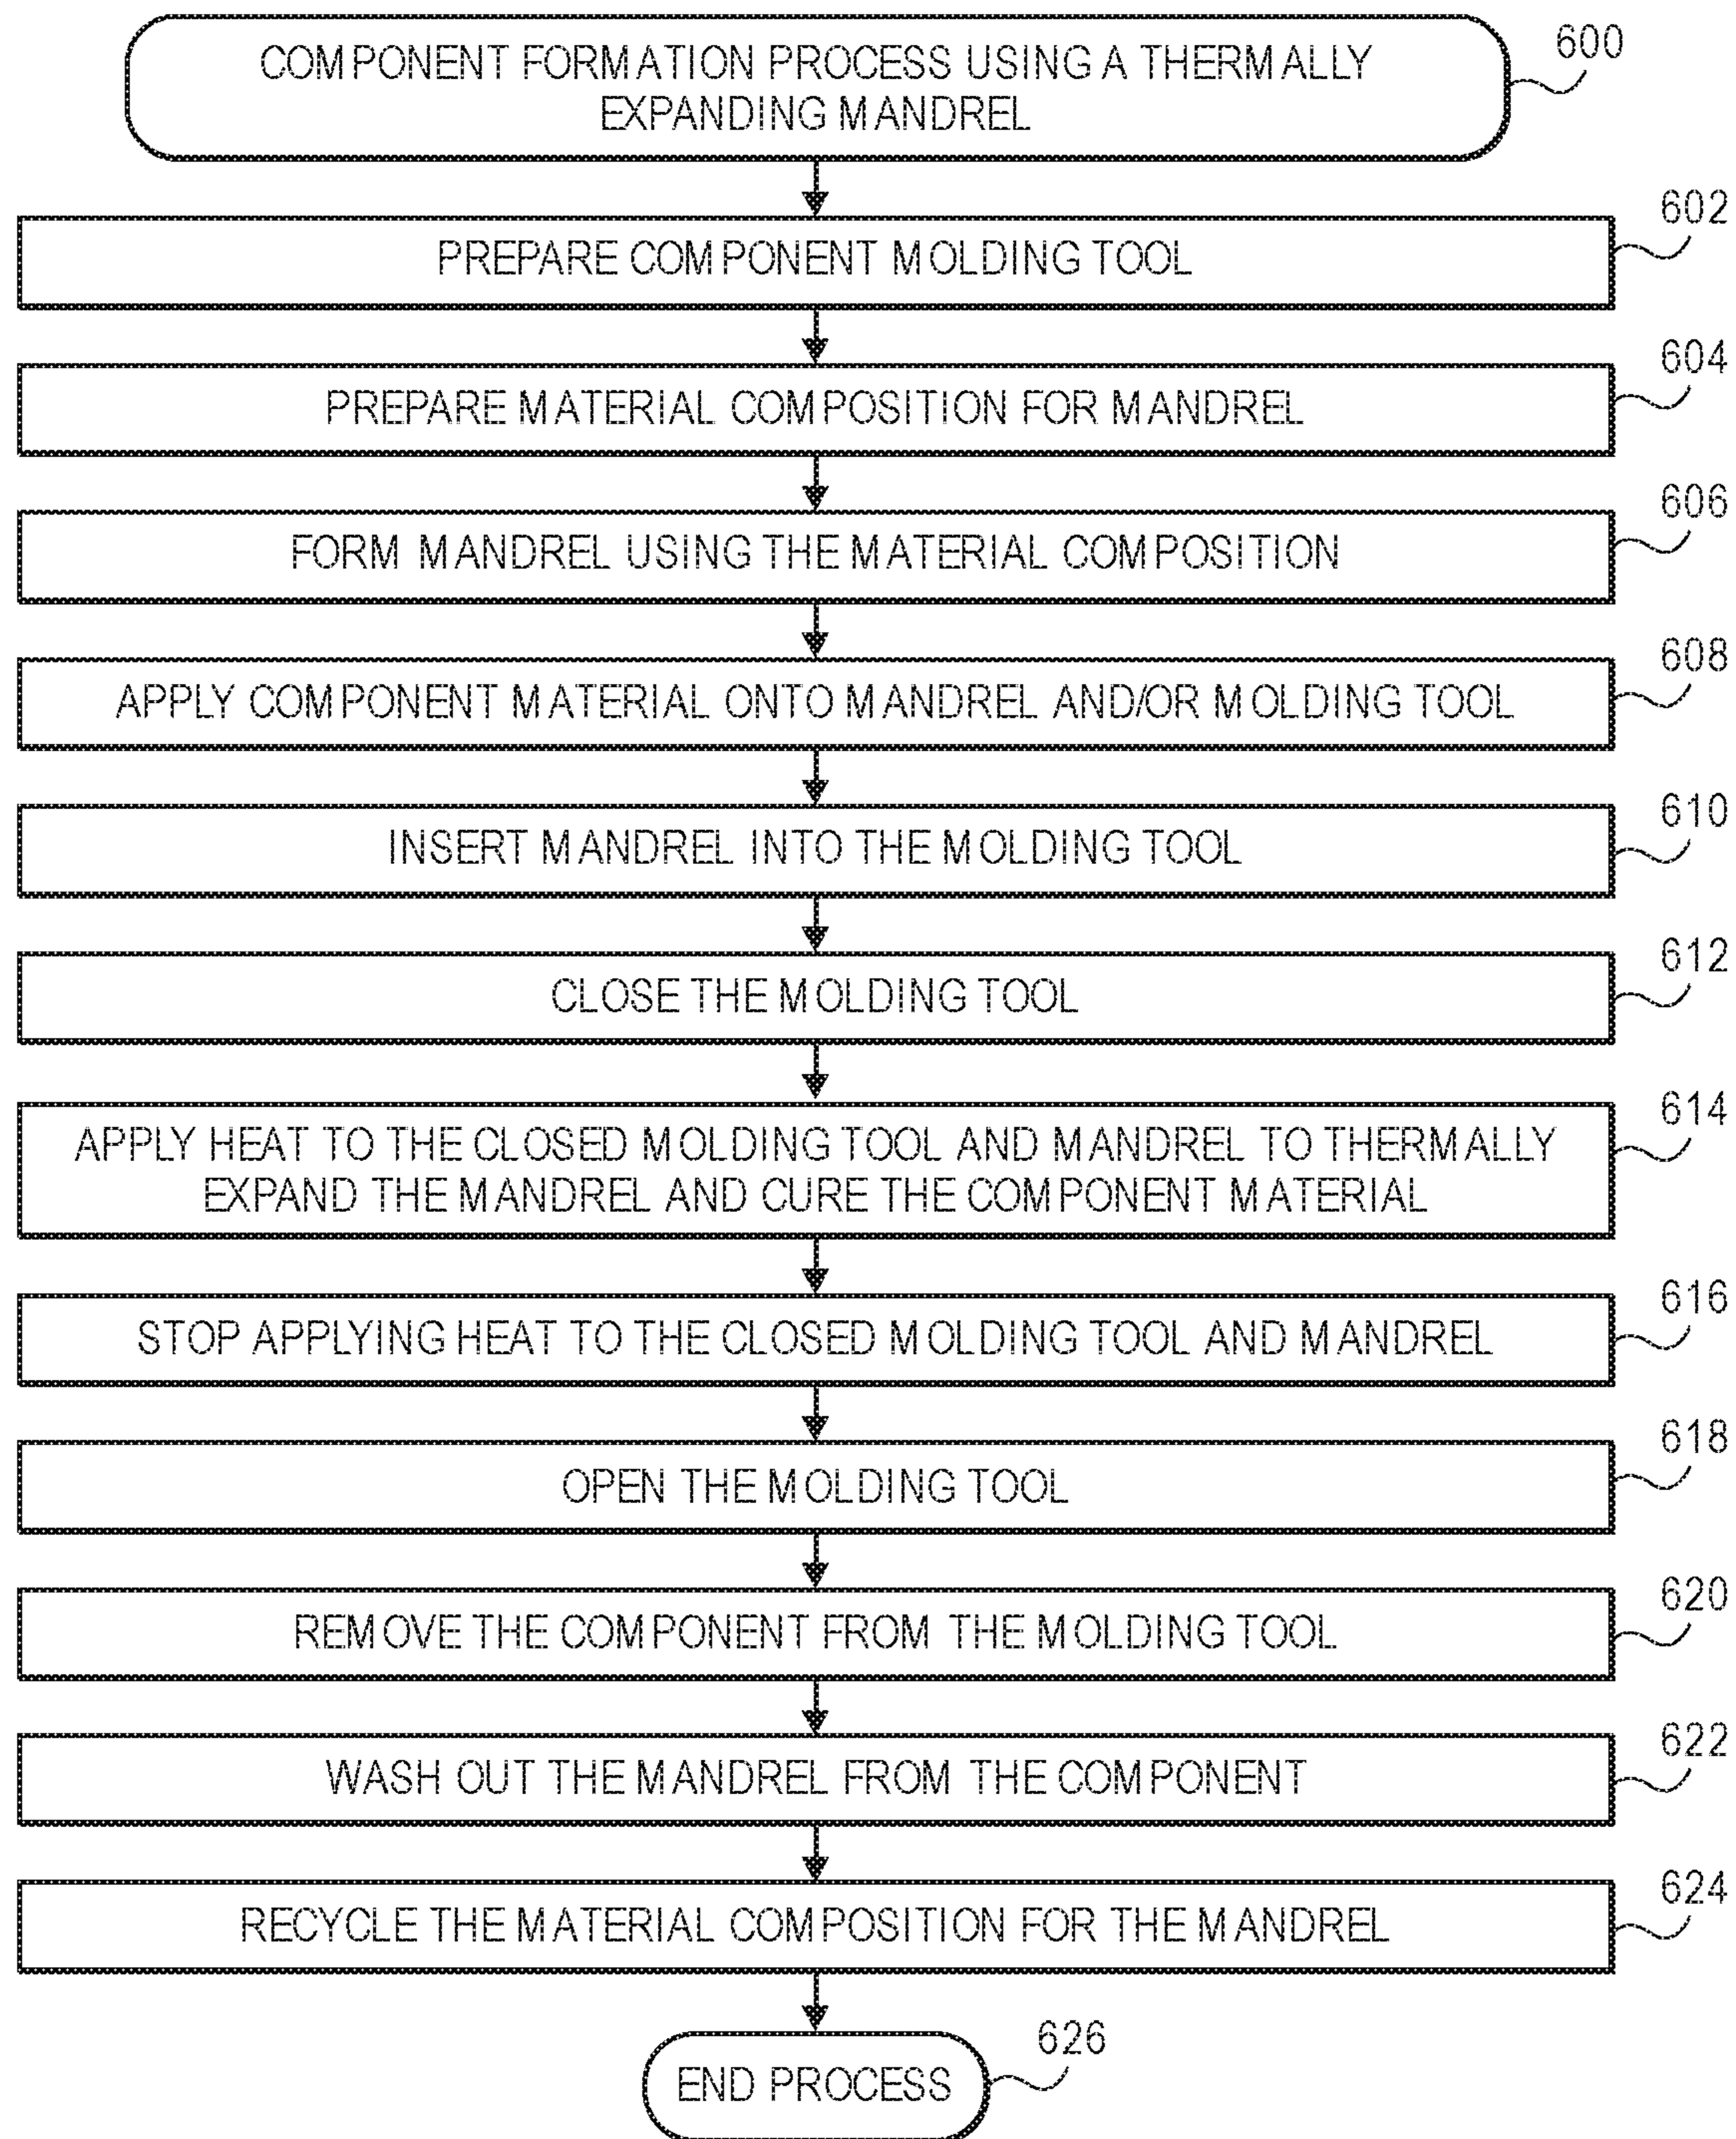 COMPONENT FORMATION PROCESS USING A THERMALLY
EXPANDING MANDREL
600
PREPARE COMPONENT MOLDING TOOL
602
PREPARE MATERIAL COMPOSITION FOR MANDREL
604
FORM MANDREL USING THE MATERIAL COMPOSITION
606
APPLY COMPONENT MATERIAL ONTO MANDREL AND/OR MOLDING TOOL
608
INSERT MANDREL INTO THE MOLDING TOOL
610
CLOSE THE MOLDING TOOL
612
APPLY HEAT TO THE CLOSED MOLDING TOOL AND MANDREL TO THERMALLY
EXPAND THE MANDREL AND CURE THE COMPONENT MATERIAL
614
STOP APPLYING HEAT TO THE CLOSED MOLDING TOOL AND MANDREL
616
OPEN THE MOLDING TOOL
618
REMOVE THE COMPONENT FROM THE MOLDING TOOL
620
WASH OUT THE MANDREL FROM THE COMPONENT
622
RECYCLE THE MATERIAL COMPOSITION FOR THE MANDREL
624
END PROCESS
626